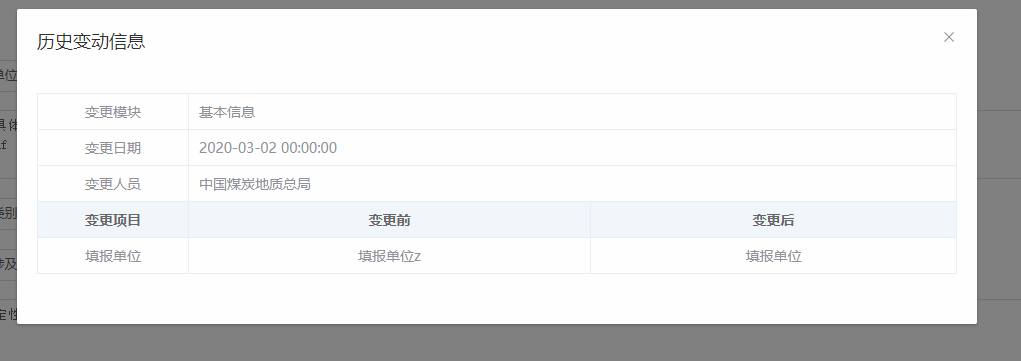 历史变动信息
单位
变更模块 基本信息
具体
变更日期 2020-03-02 00:00:00
变更人员 中国煤炭地质总局
变更项目 变更前 变更后
类别
填报单位 填报单位z 填报单位
涉及
定性